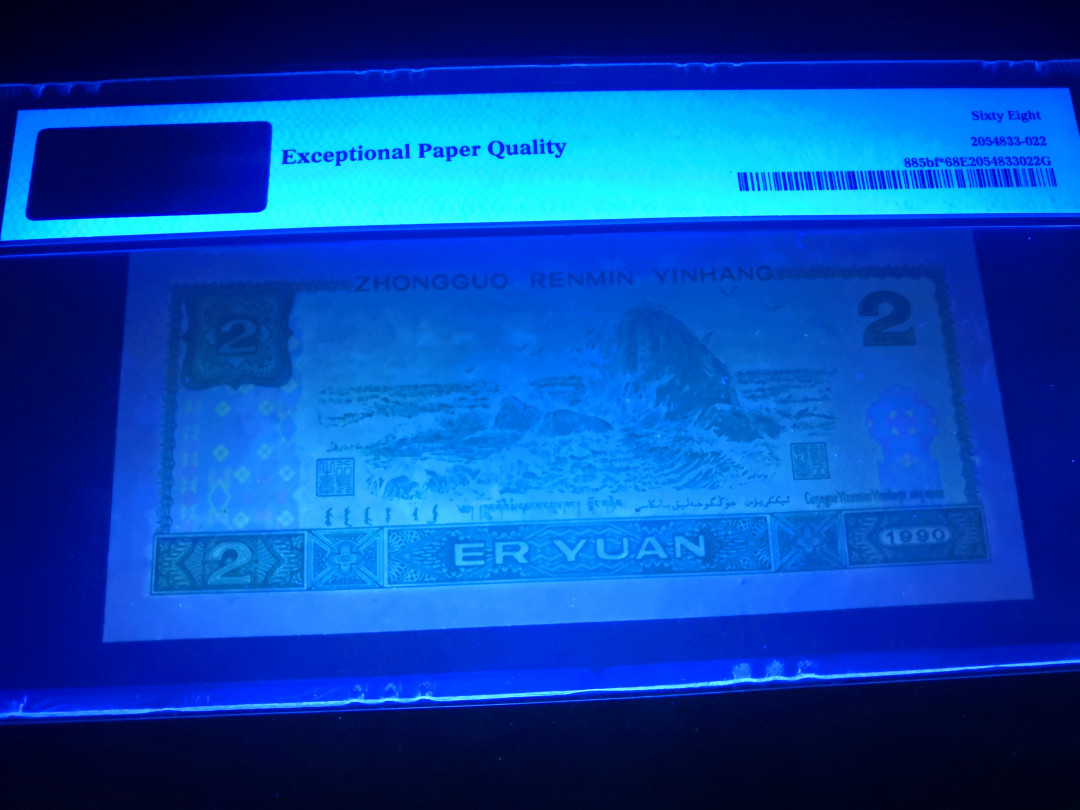 Sixty Eight
Exceptional Paper Quality
2054833-022
885bf*68E2054833022G
ZHONGGUO RENMIN YINHANG
2
2
2
ER YUAN
1990